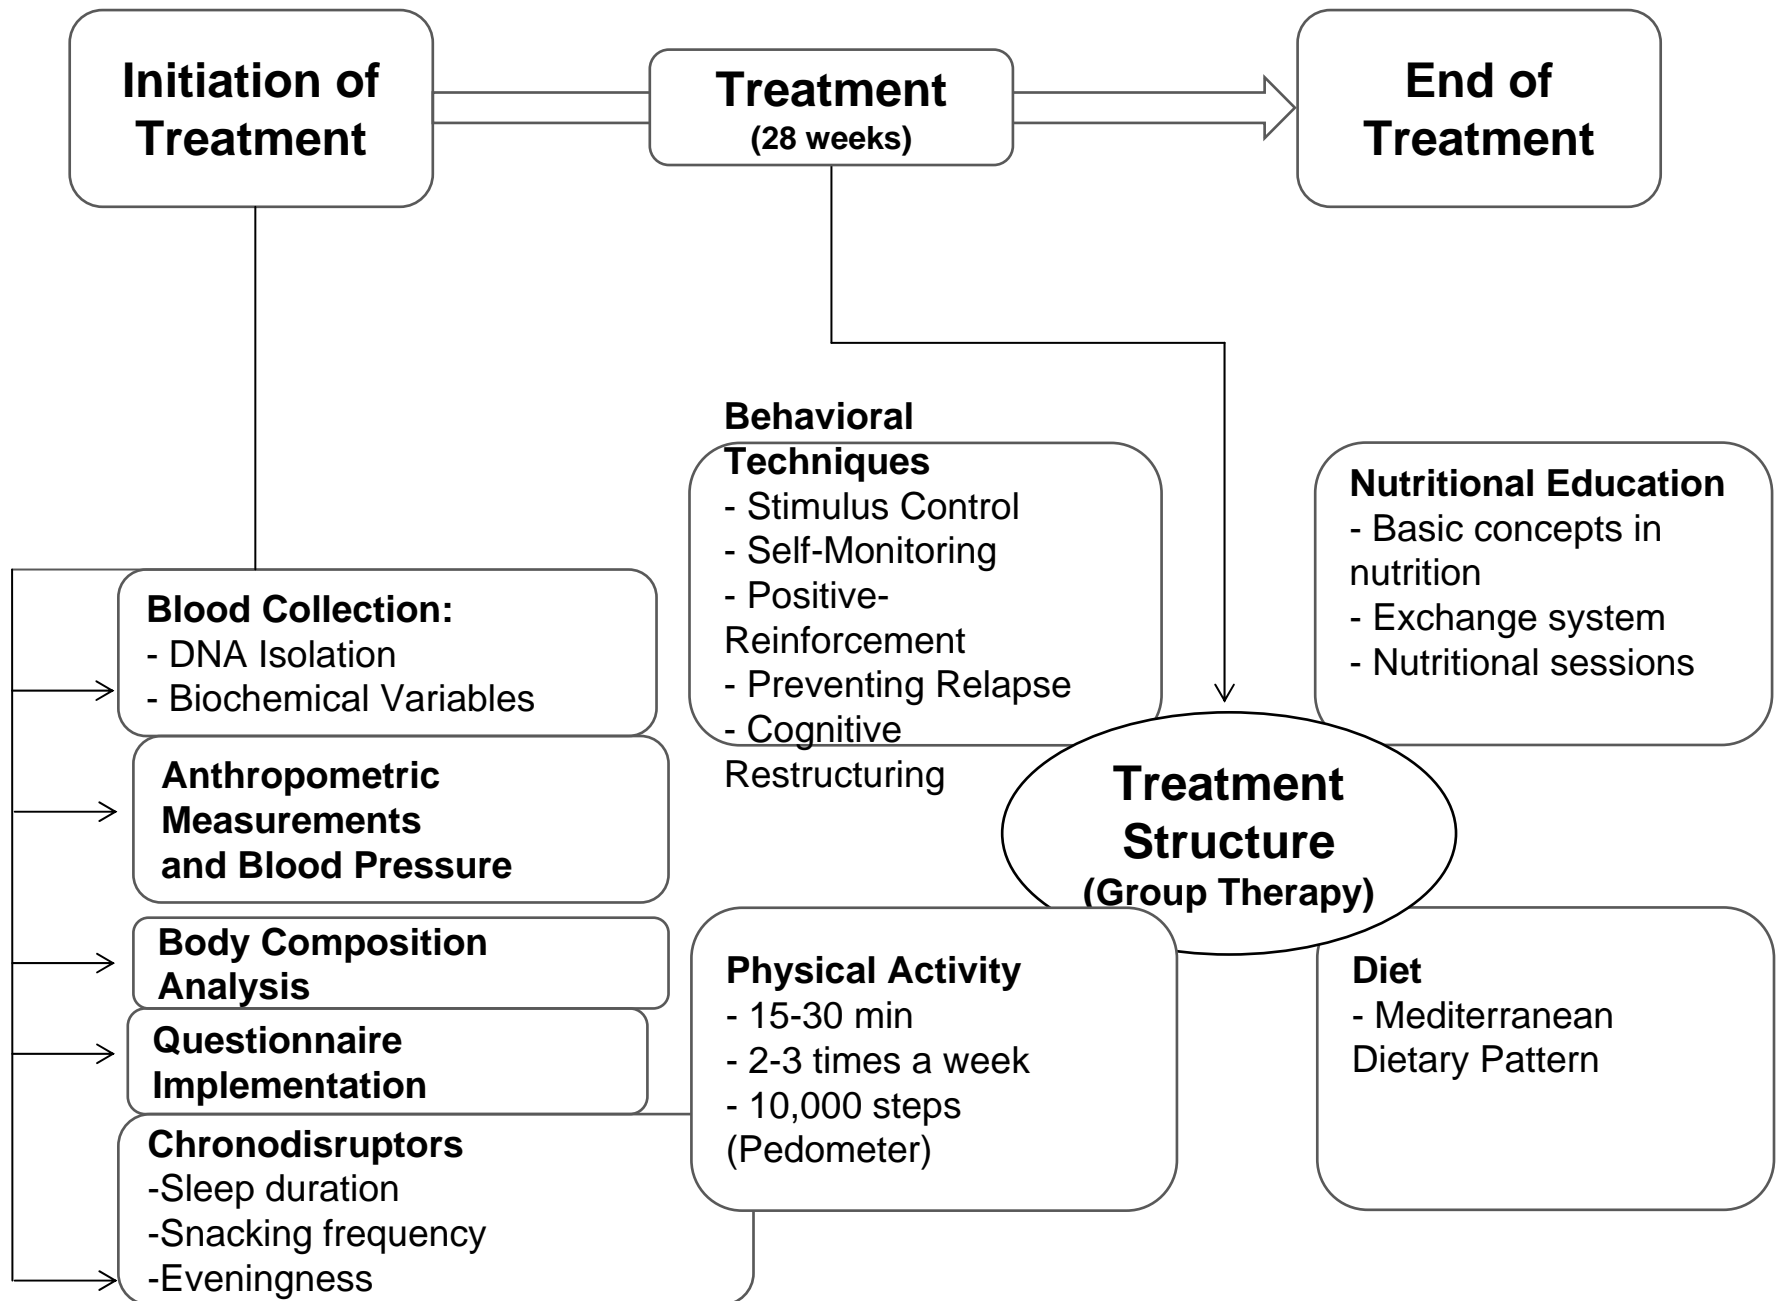 Initiation of
Treatment
Treatment
(28 weeks)
End of
Treatment
Blood Collection:
- DNA Isolation
- Biochemical Variables
Anthropometric
Measurements
and Blood Pressure
Body Composition
Analysis
Questionnaire
Implementation
Chronodisruptors
-Sleep duration
-Snacking frequency
-Eveningness
Behavioral
Techniques
- Stimulus Control
- Self-Monitoring
- Positive-
Reinforcement
- Preventing Relapse
- Cognitive
Restructuring
Nutritional Education
- Basic concepts in
nutrition
- Exchange system
- Nutritional sessions
Treatment
Structure
(Group Therapy)
Physical Activity
- 15-30 min
- 2-3 times a week
- 10,000 steps
(Pedometer)
Diet
- Mediterranean
Dietary Pattern